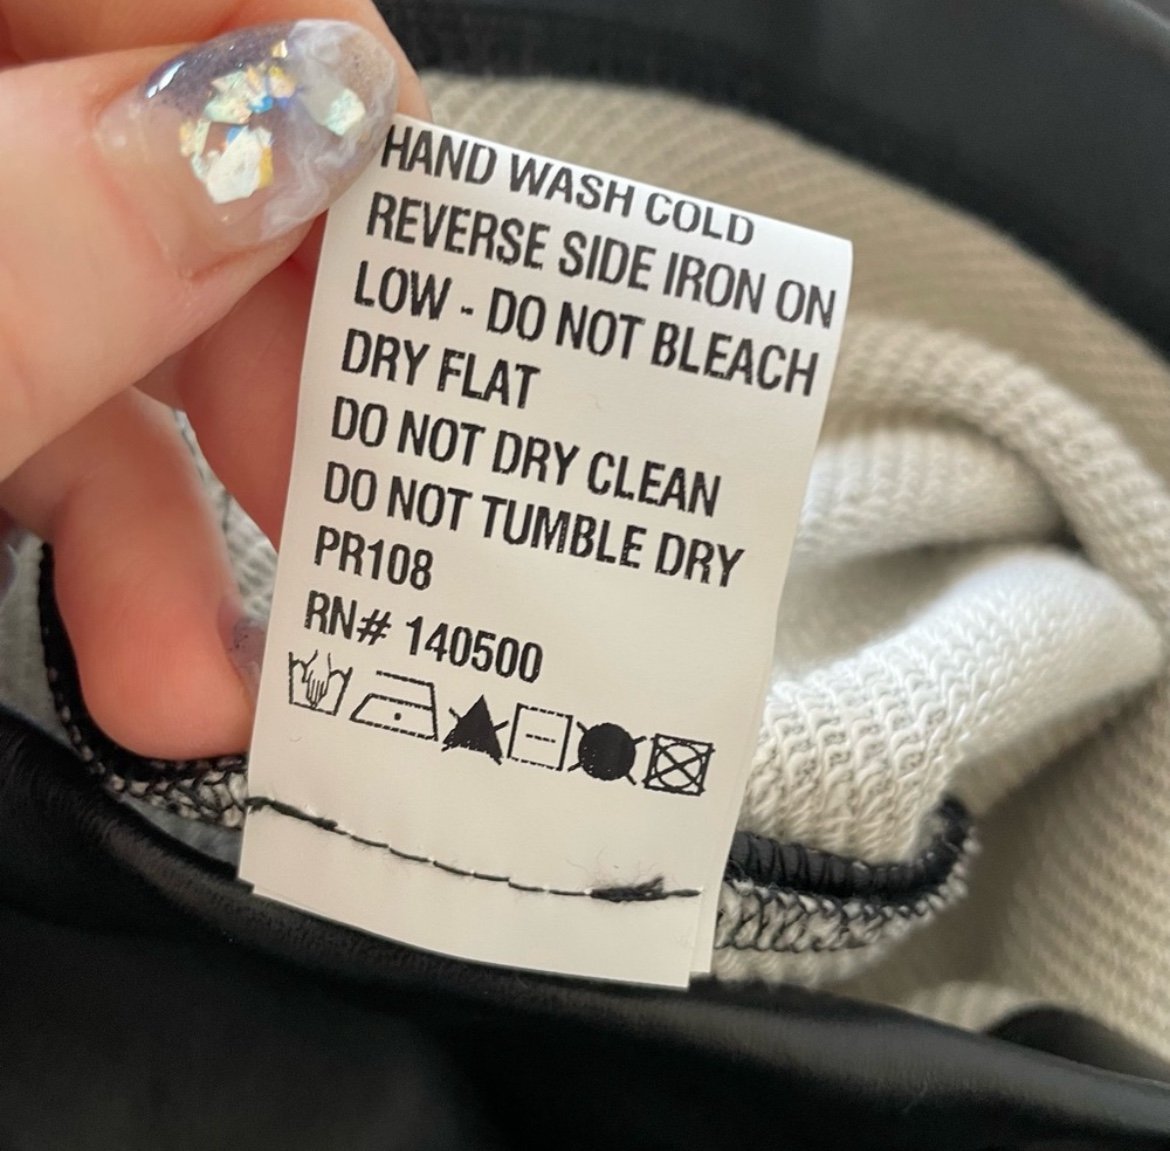 HAND WASH COLD
REVERSE SIDE IRON ON
LOW - DO NOT BLEACH
DRY FLAT
DO NOT DRY CLEAN
DO NOT TUMBLE DRY
PR108
RN# 140500